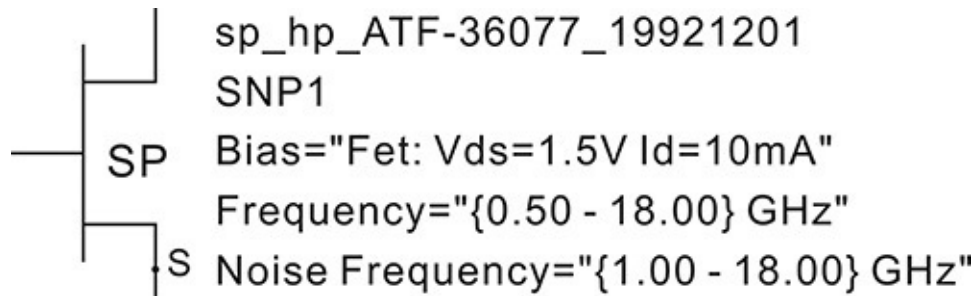 sp_hp_ATF-36077_19921201
SNP1
SP
Bias="Fet: Vds=1.5V Id=10mA"
Frequency="{0.50 - 18.00} GHz"
S
Noise Frequency="{1.00 - 18.00} GHz"